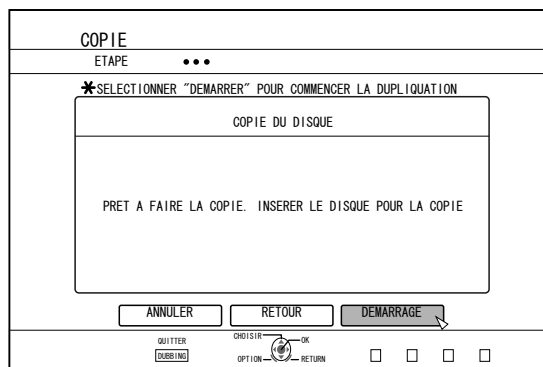 COPIE
ETAPE •••
*SELECTIONNER "DEMARRER" POUR COMMENCER LA DUPLIQUATION
COPIE DU DISQUE
PRET A FAIRE LA COPIE. INSERER LE DISQUE POUR LA COPIE
ANNULER RETOUR DEMARRAGE
QUITTER CHOISIR OK
DUBBING OPTION RETURN